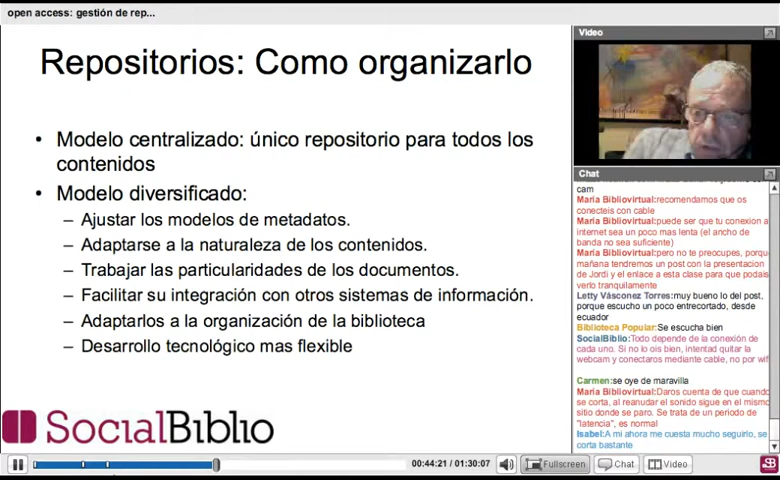 open access: gestión de rep...
Repositorios: Como organizarlo
• Modelo centralizado: único repositorio para todos los
contenidos
• Modelo diversificado:
– Ajustar los modelos de metadatos.
– Adaptarse a la naturaleza de los contenidos.
– Trabajar las particularidades de los documentos.
– Facilitar su integración con otros sistemas de información.
– Adaptarlos a la organización de la biblioteca
– Desarrollo tecnológico mas flexible
SocialBiblio
Video
Chat
cam
María Bibliovirtual:recomendamos que os
conecteis con cable
María Bibliovirtual:puede ser que tu conexion a
internet sea un poco mas lenta (el ancho de
banda no sea suficiente)
María Bibliovirtual:pero no te preocupes, porque
mañana tendremos un post con la presentacion
de Jordi y el enlace a esta clase para que podais
verlo tranquilamente
Letty Vásconez Torres:muy bueno lo del post,
porque escucho un poco entrecortado, desde
ecuador
Biblioteca Popular:Se escucha bien
SocialBiblio:Todo depende de la conexión de
cada uno. Si no lo ois bien, intentad quitar la
webcam y conectaros mediante cable, no por wifi
Carmen:se oye de maravilla
María Bibliovirtual:Daros cuenta de que cuando
se corta, al reanudar el sonido sigue en el mismo
sitio donde se paro. Se trata de un periodo de
"latencia", es normal
Isabel:A mi ahora me cuesta mucho seguirlo, se
corta bastante
00:44:21 / 01:30:07
Fullscreen
Chat
Video
SB